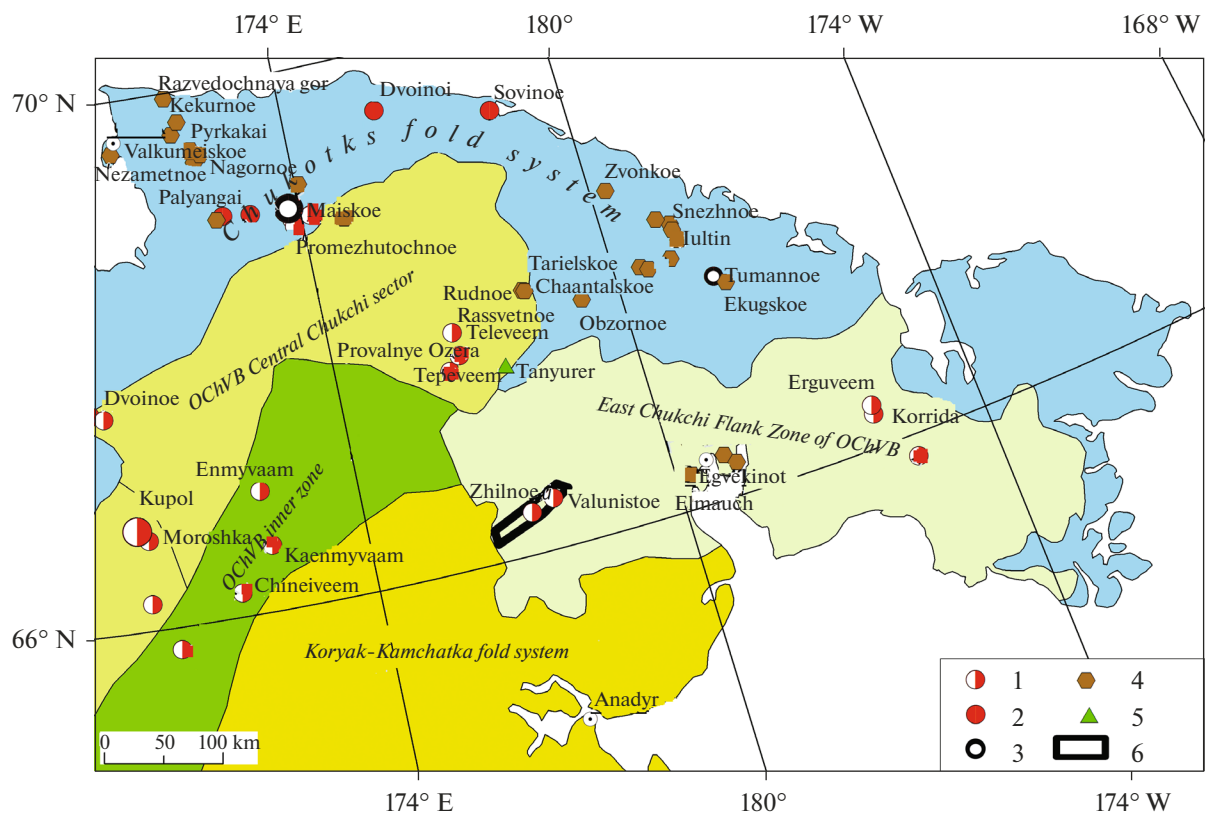 174° E
180°
174° W
168° W
70° N
Razvedochnaya gor
Dvoinoi
Sovinoe
Kekurnoe
Pyrkakai
Chukotks fold system
Valkumeiskoe
Nezametnoe
Nagornoe
Zvonkoe
Palyangai
Maiskoe
Snezhnoe
Promezhutochnoe
Iultin
Tarielskoe
Tumannoe
Chaantalskoe
Rudnoe
Ekugskoe
OChVB Central Chukchi sector
Rassvetnoe
Obzornoe
Televeem
Provalnye Ozera
Tepeveem
Tanyurer
Dvoinoe
Erguveem
East Chukchi Flank Zone of OChVB
Korrida
Enmyvaam
Egvekinot
Kupol
Zhilnoe
Valunistoe
Elmauch
OChVB inner zone
Moroshka
Kaenmyvaam
Chineiveem
66° N
Koryak-Kamchatka fold system
Anadyr
1
4
2
5
3
6
0 50 100 km
174° E
180°
174° W